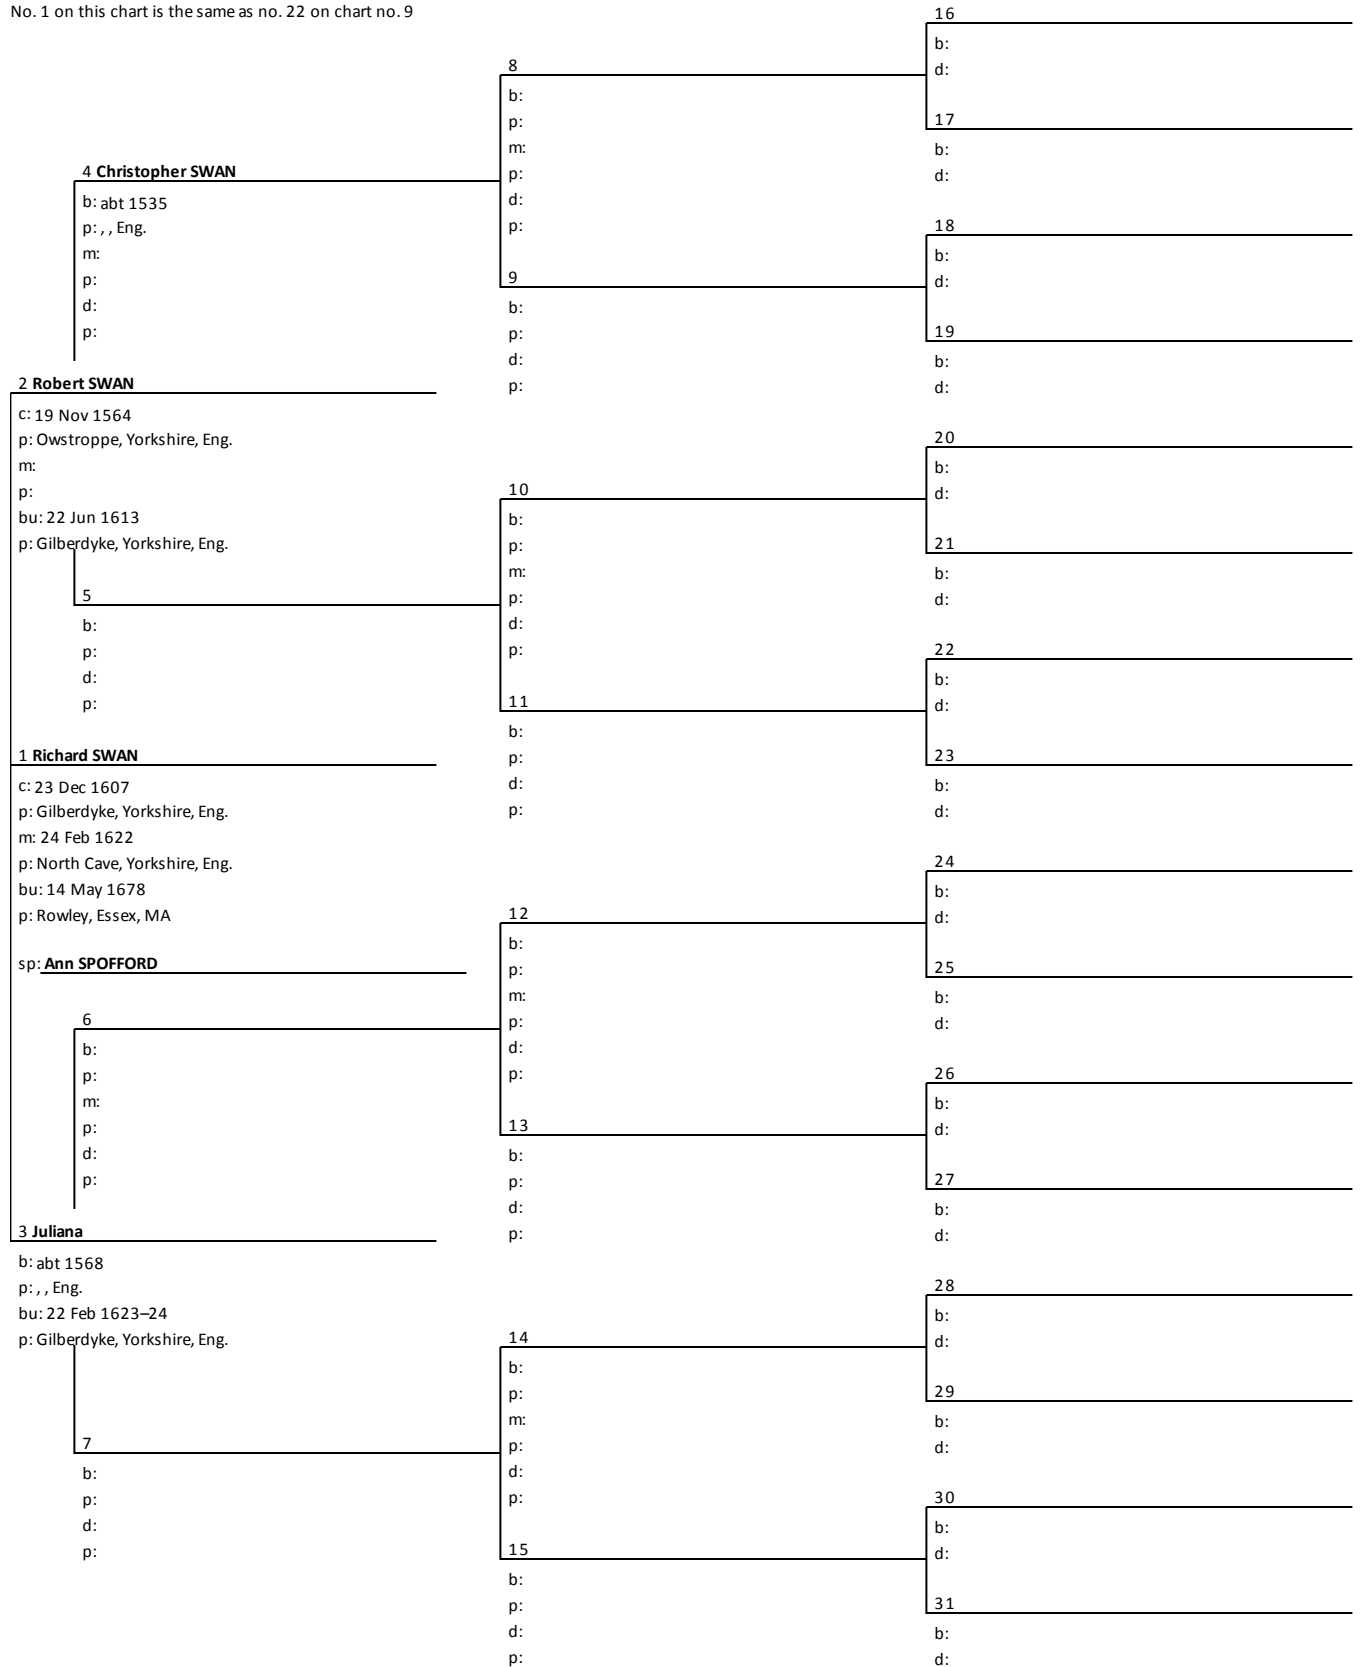 No. 1 on this chart is the same as no. 22 on chart no. 9
4 Christopher SWAN
b: abt 1535
p: , , Eng.
m:
p:
d:
p:
2 Robert SWAN
c: 19 Nov 1564
p: Owstroppe, Yorkshire, Eng.
m:
p:
bu: 22 Jun 1613
p: Gilberdyke, Yorkshire, Eng.
5
b:
p:
d:
p:
1 Richard SWAN
c: 23 Dec 1607
p: Gilberdyke, Yorkshire, Eng.
m: 24 Feb 1622
p: North Cave, Yorkshire, Eng.
bu: 14 May 1678
p: Rowley, Essex, MA
sp: Ann SPOFFORD
6
b:
p:
m:
p:
d:
p:
3 Juliana
b: abt 1568
p: , , Eng.
bu: 22 Feb 1623–24
p: Gilberdyke, Yorkshire, Eng.
7
b:
p:
d:
p:
8
b:
p:
m:
p:
d:
p:
9
b:
p:
d:
p:
10
b:
p:
m:
p:
d:
p:
11
b:
p:
d:
p:
12
b:
p:
m:
p:
d:
p:
13
b:
p:
d:
p:
14
b:
p:
m:
p:
d:
p:
15
b:
p:
d:
p:
16
b:
d:
17
b:
d:
18
b:
d:
19
b:
d:
20
b:
d:
21
b:
d:
22
b:
d:
23
b:
d:
24
b:
d:
25
b:
d:
26
b:
d:
27
b:
d:
28
b:
d:
29
b:
d:
30
b:
d:
31
b:
d: